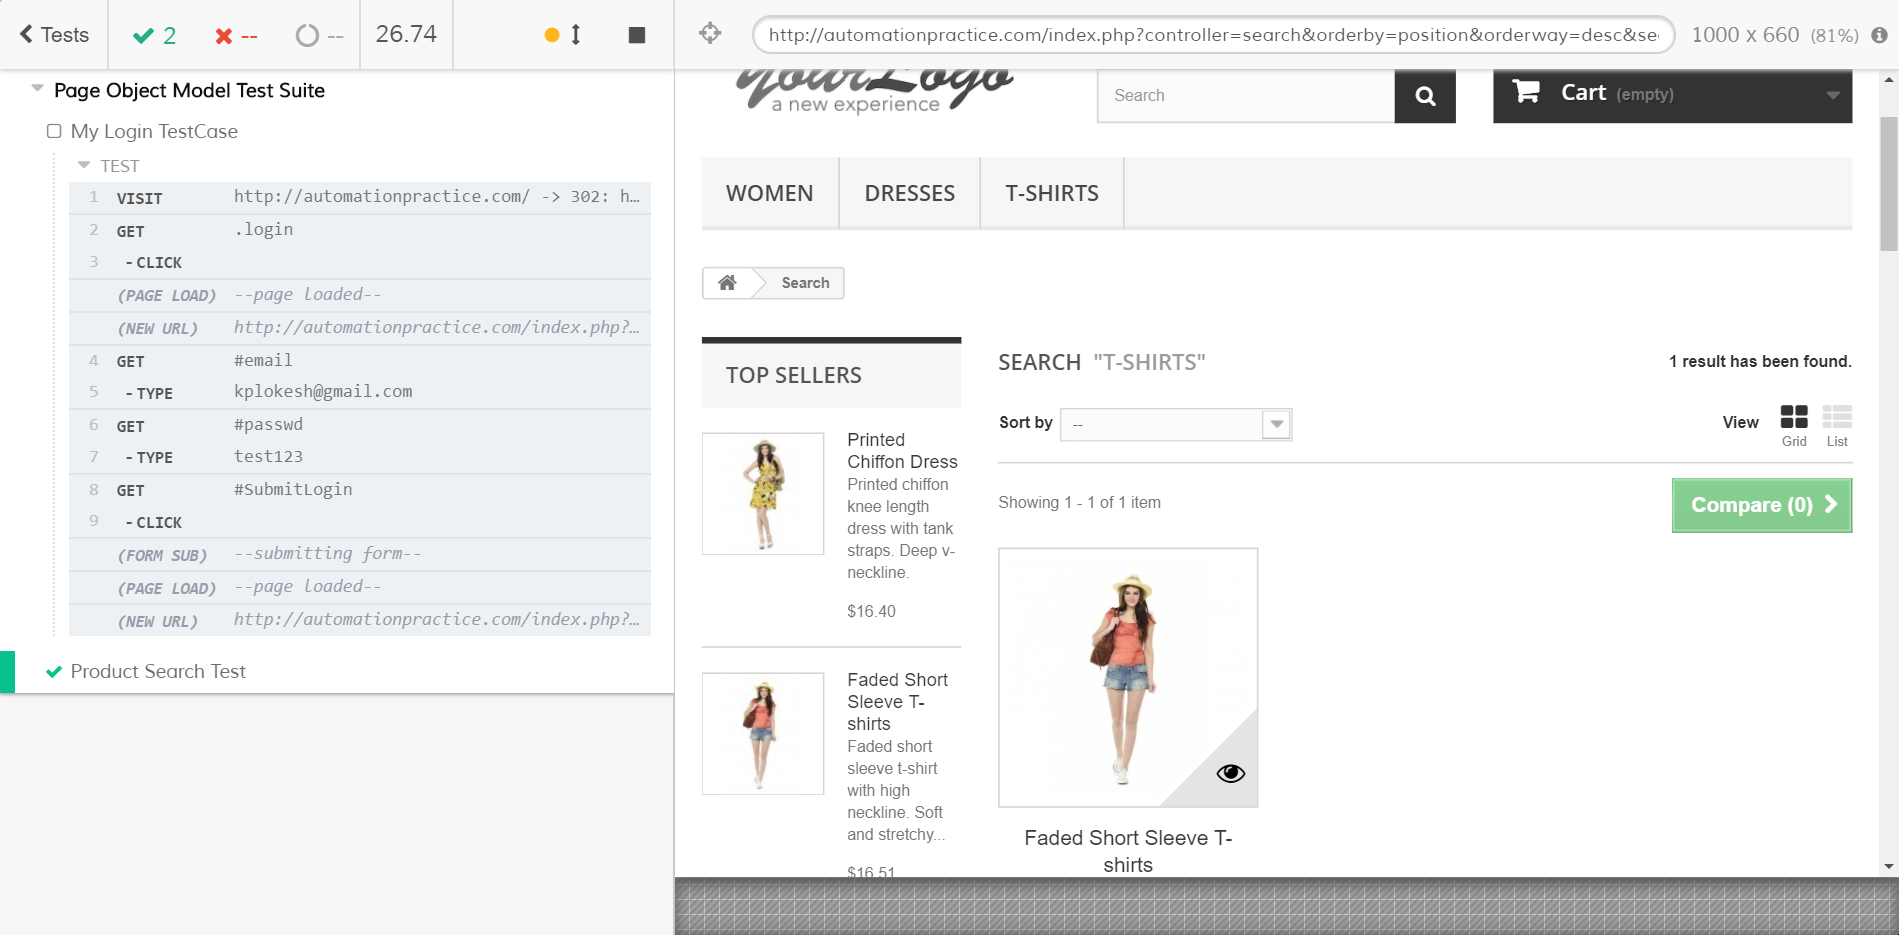 Tests
2
--
--
26.74
http://automationpractice.com/index.php?controller=search&orderby=position&orderway=desc&se
1000 x 660 (81%)
Page Object Model Test Suite
My Login TestCase
TEST
1 VISIT http://automationpractice.com/ -> 302: h…
2 GET .login
3 - CLICK
(PAGE LOAD) --page loaded--
(NEW URL) http://automationpractice.com/index.php?…
4 GET #email
5 - TYPE kplokesh@gmail.com
6 GET #passwd
7 - TYPE test123
8 GET #SubmitLogin
9 - CLICK
(FORM SUB) --submitting form--
(PAGE LOAD) --page loaded--
(NEW URL) http://automationpractice.com/index.php?…
Product Search Test
yourLogo
a new experience
Search
Cart (empty)
WOMEN
DRESSES
T-SHIRTS
Search
TOP SELLERS
Printed
Chiffon Dress
Printed chiffon
knee length
dress with tank
straps. Deep v-
neckline.
$16.40
Faded Short
Sleeve T-
shirts
Faded short
sleeve t-shirt
with high
neckline. Soft
and stretchy...
$16.51
SEARCH "T-SHIRTS"
1 result has been found.
Sort by --
View
Grid
List
Showing 1 - 1 of 1 item
Compare (0)
Faded Short Sleeve T-
shirts